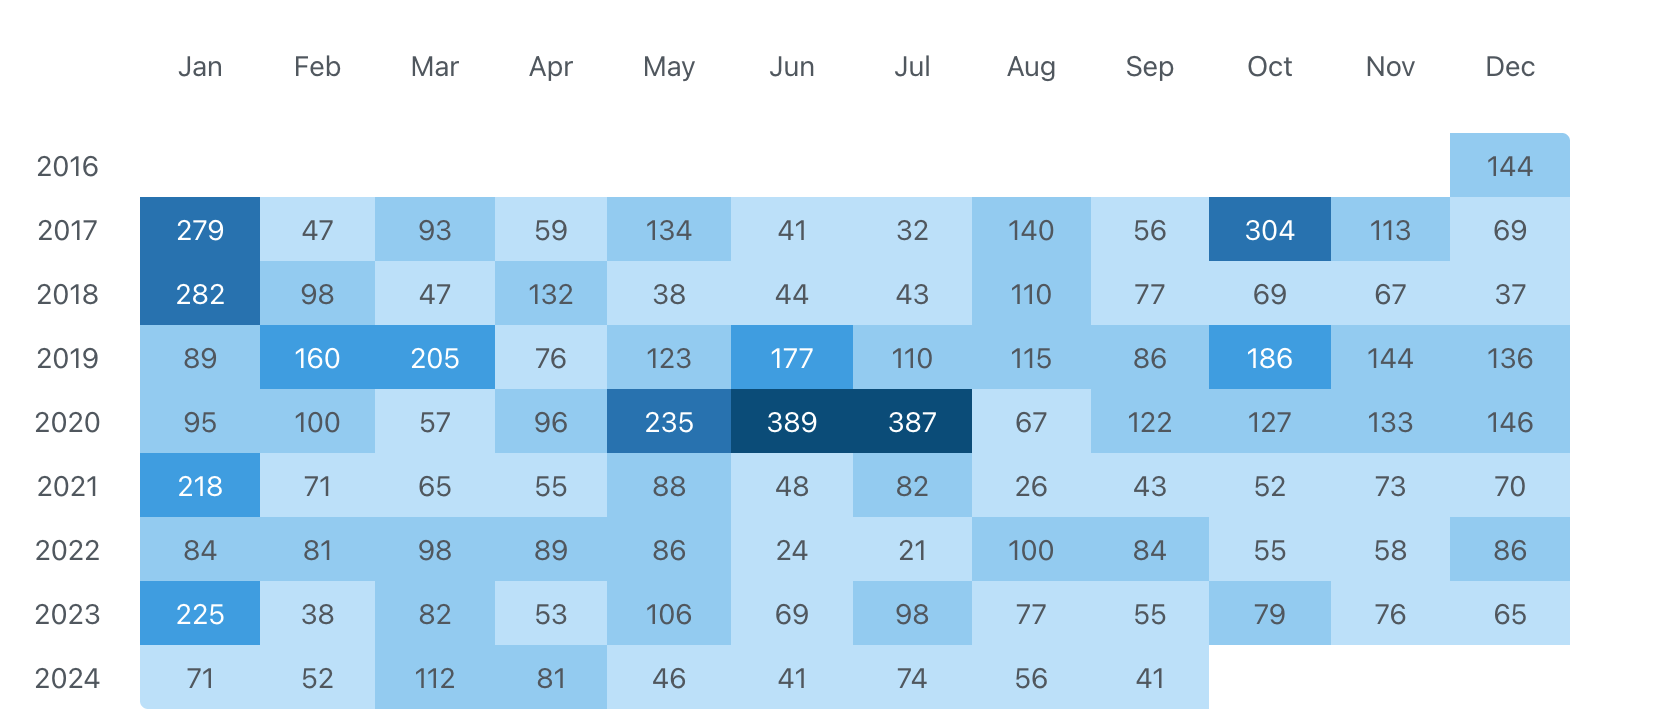 Jan Feb Mar Apr May Jun Jul Aug Sep Oct Nov Dec
2016 144
2017 279 47 93 59 134 41 32 140 56 304 113 69
2018 282 98 47 132 38 44 43 110 77 69 67 37
2019 89 160 205 76 123 177 110 115 86 186 144 136
2020 95 100 57 96 235 389 387 67 122 127 133 146
2021 218 71 65 55 88 48 82 26 43 52 73 70
2022 84 81 98 89 86 24 21 100 84 55 58 86
2023 225 38 82 53 106 69 98 77 55 79 76 65
2024 71 52 112 81 46 41 74 56 41